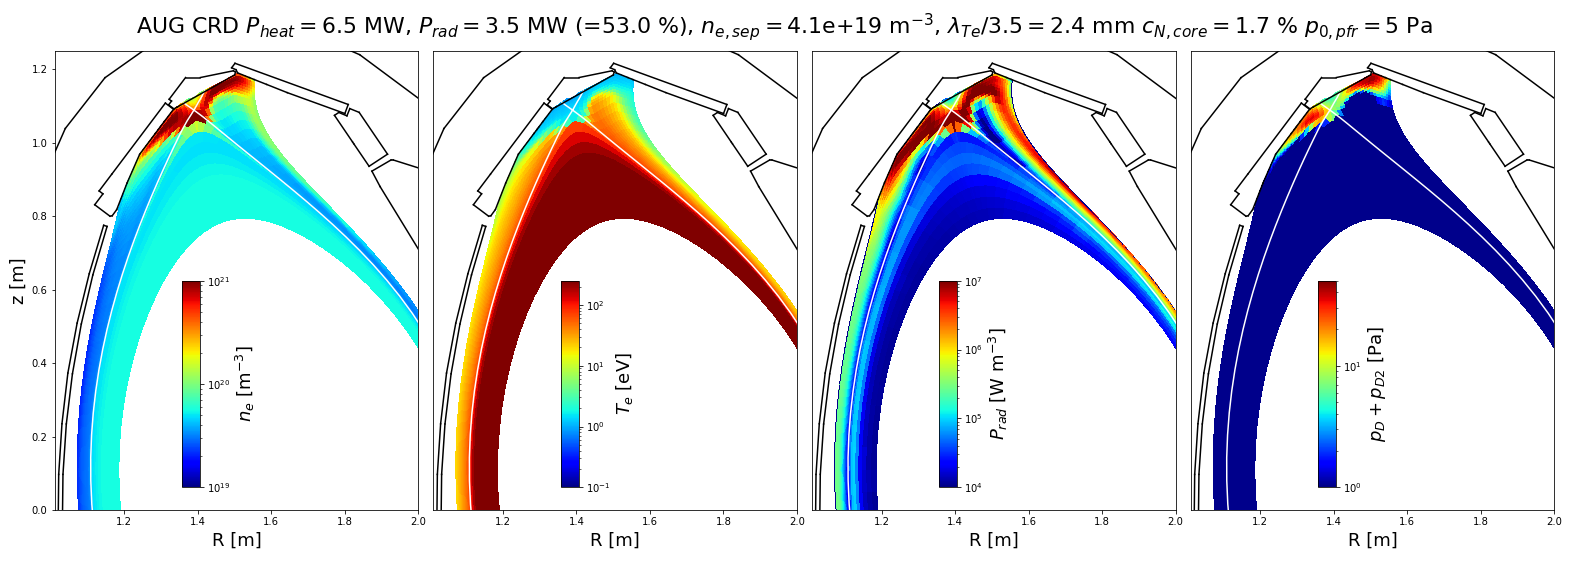 AUG CRD P_heat = 6.5 MW, P_rad = 3.5 MW (=53.0 %), n_e,sep = 4.1e+19 m^−3, λ_Te/3.5 = 2.4 mm c_N,core = 1.7 % p_0,pfr = 5 Pa
z [m]
1.2
1.0
0.8
0.6
0.4
0.2
0.0
10^21
10^20
10^19
n_e [m^−3]
1.2 1.4 1.6 1.8 2.0
R [m]
10^2
10^1
10^0
10^−1
T_e [eV]
1.2 1.4 1.6 1.8 2.0
R [m]
10^7
10^6
10^5
10^4
P_rad [W m^−3]
1.2 1.4 1.6 1.8 2.0
R [m]
10^1
10^0
p_D + p_D2 [Pa]
1.2 1.4 1.6 1.8 2.0
R [m]